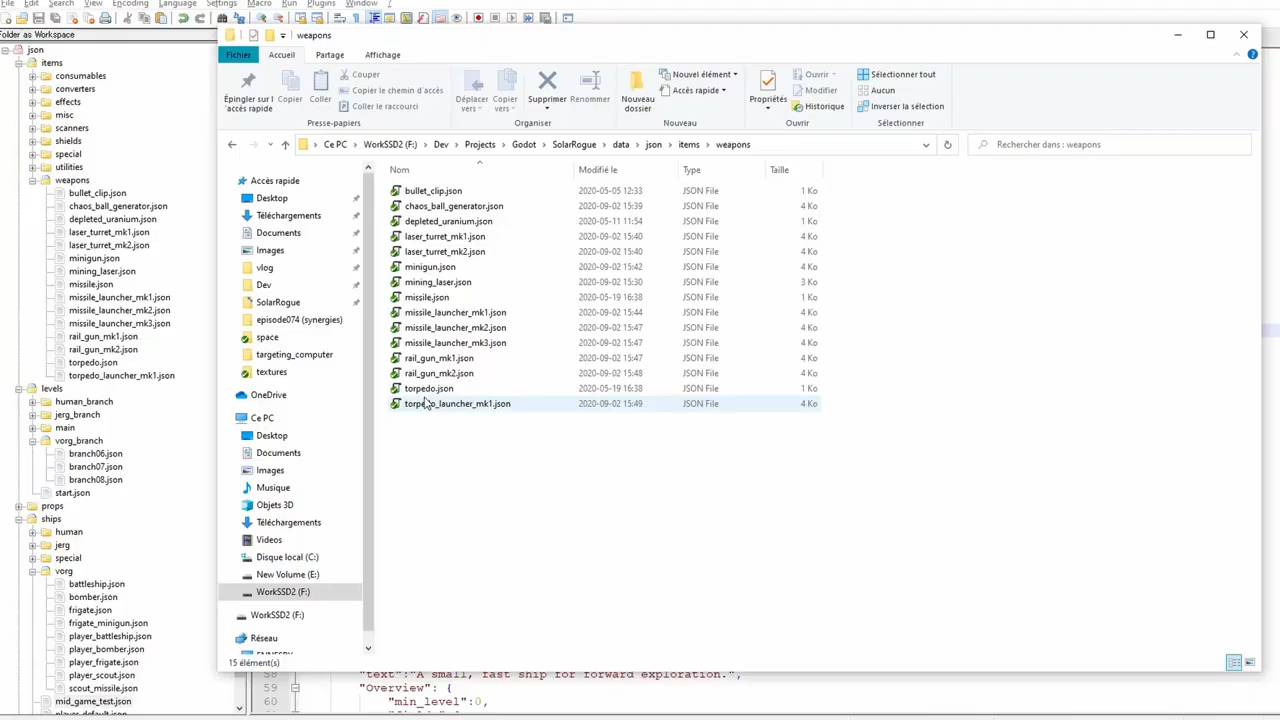 File Edit Search View Encoding Language Settings Macro Run Plugins Window ?
Folder as Workspace
json
items
consumables
converters
effects
misc
scanners
shields
special
utilities
weapons
bullet_clip.json
chaos_ball_generator.json
depleted_uranium.json
laser_turret_mk1.json
laser_turret_mk2.json
minigun.json
mining_laser.json
missile.json
missile_launcher_mk1.json
missile_launcher_mk2.json
missile_launcher_mk3.json
rail_gun_mk1.json
rail_gun_mk2.json
torpedo.json
torpedo_launcher_mk1.json
levels
human_branch
jerg_branch
main
vorg_branch
branch06.json
branch07.json
branch08.json
start.json
props
ships
human
jerg
special
vorg
battleship.json
bomber.json
frigate.json
frigate_minigun.json
player_battleship.json
player_bomber.json
player_frigate.json
player_scout.json
scout_missile.json
mid_game_test.json
player_default.json
weapons
Fichier Accueil Partage Affichage
Épingler sur l'accès rapide
Copier
Coller
Couper
Copier le chemin d'accès
Coller le raccourci
Presse-papiers
Déplacer vers
Copier vers
Supprimer
Renommer
Organiser
Nouveau dossier
Nouvel élément
Accès rapide
Nouveau
Propriétés
Ouvrir
Modifier
Historique
Ouvrir
Sélectionner tout
Aucun
Inverser la sélection
Sélectionner
Ce PC > WorkSSD2 (F:) > Dev > Projects > Godot > SolarRogue > data > json > items > weapons
Rechercher dans : weapons
Accès rapide
Desktop
Téléchargements
Documents
Images
vlog
Dev
SolarRogue
episode074 (synergies)
space
targeting_computer
textures
OneDrive
Ce PC
Desktop
Documents
Images
Musique
Objets 3D
Téléchargements
Videos
Disque local (C:)
New Volume (E:)
WorkSSD2 (F:)
WorkSSD2 (F:)
Réseau
Nom Modifié le Type Taille
bullet_clip.json 2020-05-05 12:33 JSON File 1 Ko
chaos_ball_generator.json 2020-09-02 15:39 JSON File 4 Ko
depleted_uranium.json 2020-05-11 11:54 JSON File 1 Ko
laser_turret_mk1.json 2020-09-02 15:40 JSON File 4 Ko
laser_turret_mk2.json 2020-09-02 15:40 JSON File 4 Ko
minigun.json 2020-09-02 15:42 JSON File 4 Ko
mining_laser.json 2020-09-02 15:30 JSON File 3 Ko
missile.json 2020-05-19 16:38 JSON File 1 Ko
missile_launcher_mk1.json 2020-09-02 15:44 JSON File 4 Ko
missile_launcher_mk2.json 2020-09-02 15:47 JSON File 4 Ko
missile_launcher_mk3.json 2020-09-02 15:47 JSON File 4 Ko
rail_gun_mk1.json 2020-09-02 15:47 JSON File 4 Ko
rail_gun_mk2.json 2020-09-02 15:48 JSON File 4 Ko
torpedo.json 2020-05-19 16:38 JSON File 1 Ko
torpedo_launcher_mk1.json 2020-09-02 15:49 JSON File 4 Ko
15 élément(s)
58 "text":"A small, fast ship for forward exploration.",
59 "Overview": {
60 "min_level":0,